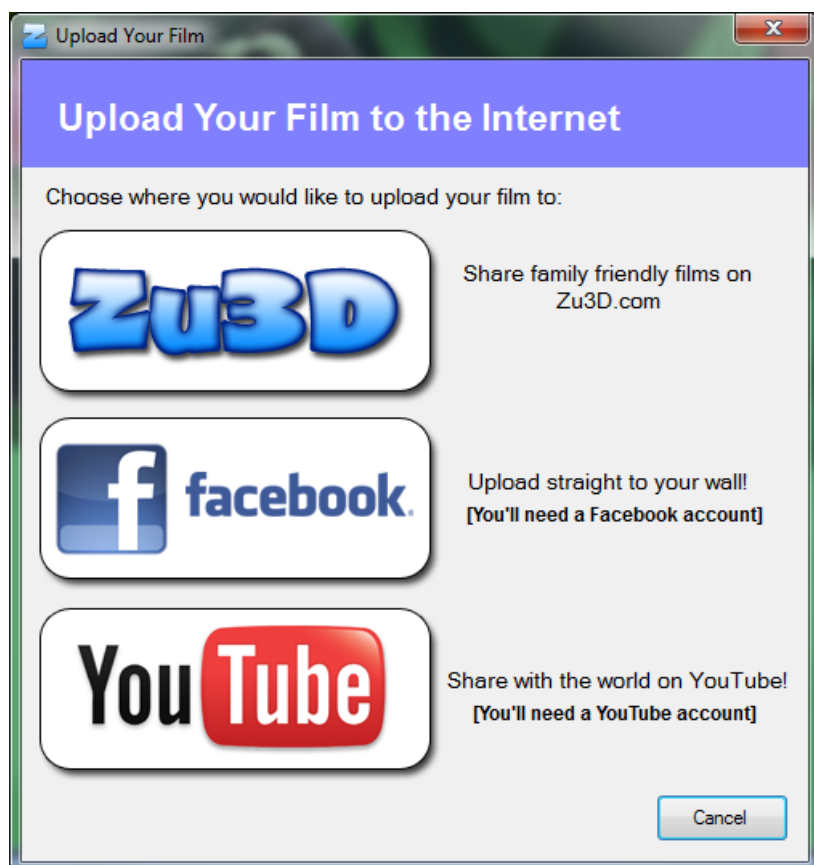 Upload Your Film
Upload Your Film to the Internet
Choose where you would like to upload your film to:
Zu3D
Share family friendly films on
Zu3D.com
facebook.
Upload straight to your wall!
[You'll need a Facebook account]
YouTube
Share with the world on YouTube!
[You'll need a YouTube account]
Cancel